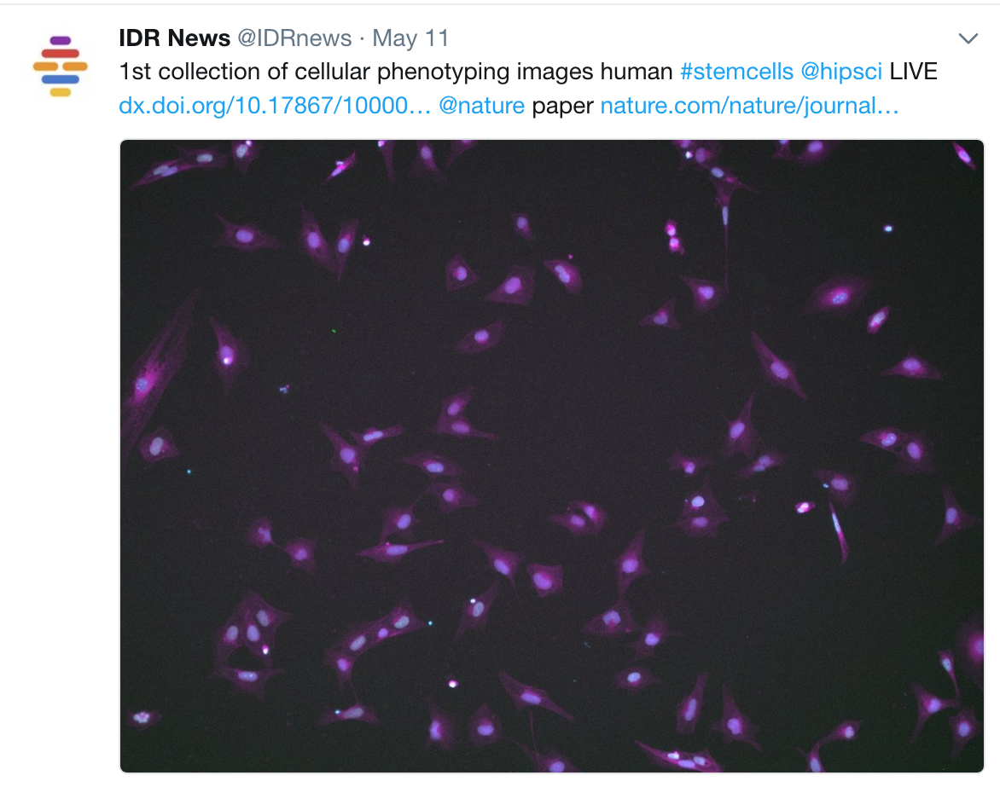 IDR News @IDRnews · May 11
1st collection of cellular phenotyping images human #stemcells @hipsci LIVE
dx.doi.org/10.17867/10000… @nature paper nature.com/nature/journal…